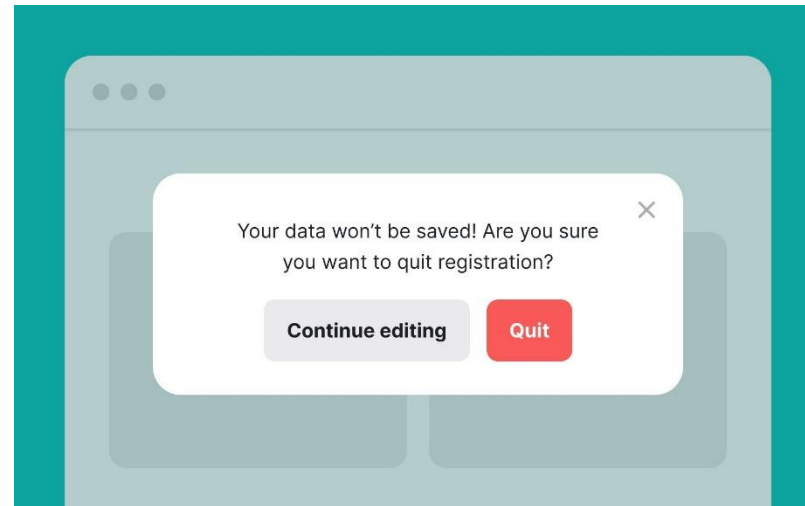 Your data won’t be saved! Are you sure
you want to quit registration?
Continue editing
Quit